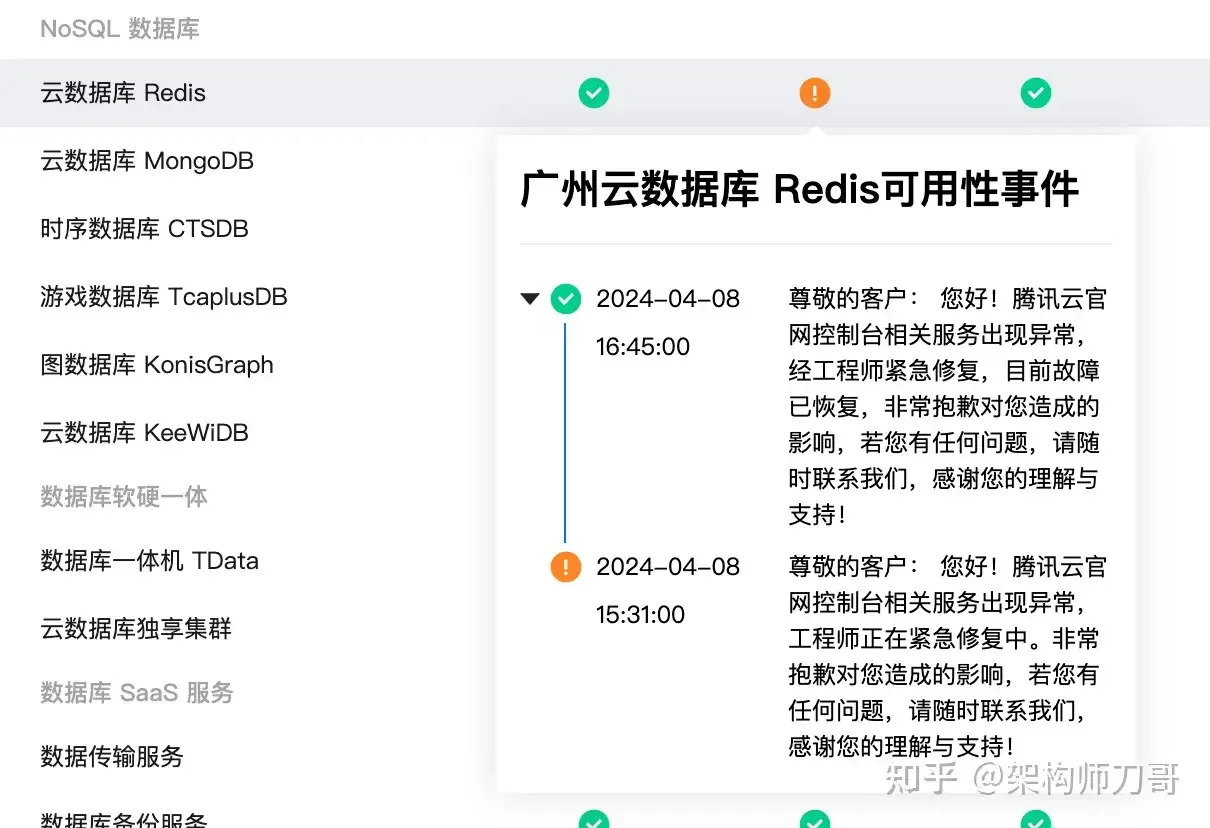 NoSQL 数据库
云数据库 Redis
云数据库 MongoDB
时序数据库 CTSDB
游戏数据库 TcaplusDB
图数据库 KonisGraph
云数据库 KeeWiDB
数据库软硬一体
数据库一体机 TData
云数据库独享集群
数据库 SaaS 服务
数据传输服务
数据库备份服务
广州云数据库 Redis可用性事件
2024-04-08
16:45:00
尊敬的客户： 您好！腾讯云官
网控制台相关服务出现异常，
经工程师紧急修复，目前故障
已恢复，非常抱歉对您造成的
影响，若您有任何问题，请随
时联系我们，感谢您的理解与
支持！
2024-04-08
15:31:00
尊敬的客户： 您好！腾讯云官
网控制台相关服务出现异常，
工程师正在紧急修复中。非常
抱歉对您造成的影响，若您有
任何问题，请随时联系我们，
感谢您的理解与支持！
知乎 @架构师刀哥